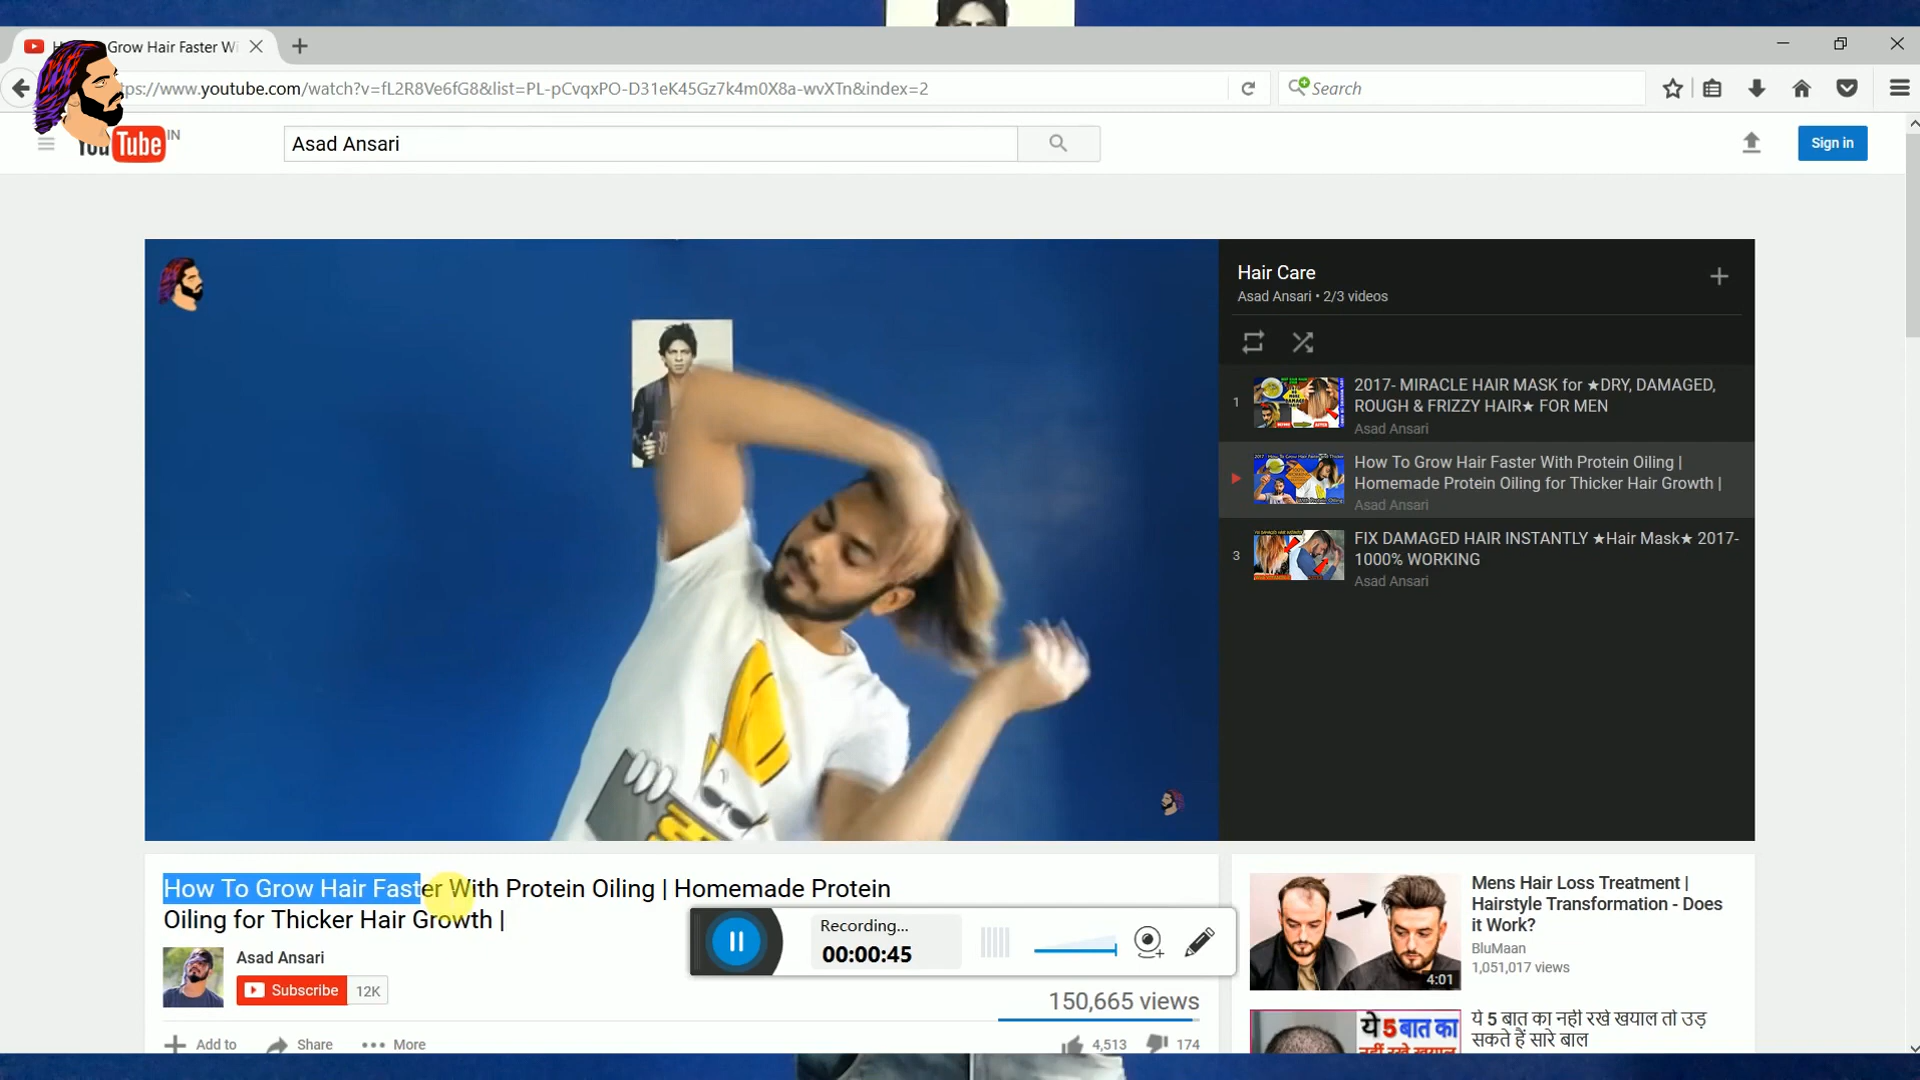 Grow Hair Faster Wi
ps://www.youtube.com/watch?v=fL2R8Ve6fG8&list=PL-pCvqxPO-D31eK45Gz7k4m0X8a-wvXTn&index=2
Search
YouTube IN
Asad Ansari
Sign in
Hair Care
Asad Ansari • 2/3 videos
1
2017- MIRACLE HAIR MASK for ★DRY, DAMAGED,
ROUGH & FRIZZY HAIR★ FOR MEN
Asad Ansari
How To Grow Hair Faster With Protein Oiling |
Homemade Protein Oiling for Thicker Hair Growth |
Asad Ansari
3
FIX DAMAGED HAIR INSTANTLY ★Hair Mask★ 2017-
1000% WORKING
Asad Ansari
How To Grow Hair Faster With Protein Oiling | Homemade Protein
Oiling for Thicker Hair Growth |
Asad Ansari
Subscribe 12K
Recording...
00:00:45
150,665 views
Add to Share More
4,513 174
Mens Hair Loss Treatment |
Hairstyle Transformation - Does
it Work?
BluMaan
1,051,017 views
4:01
ये 5 बात का
ये 5 बात का नही रखे खयाल तो उड़
सकते हैं सारे बाल